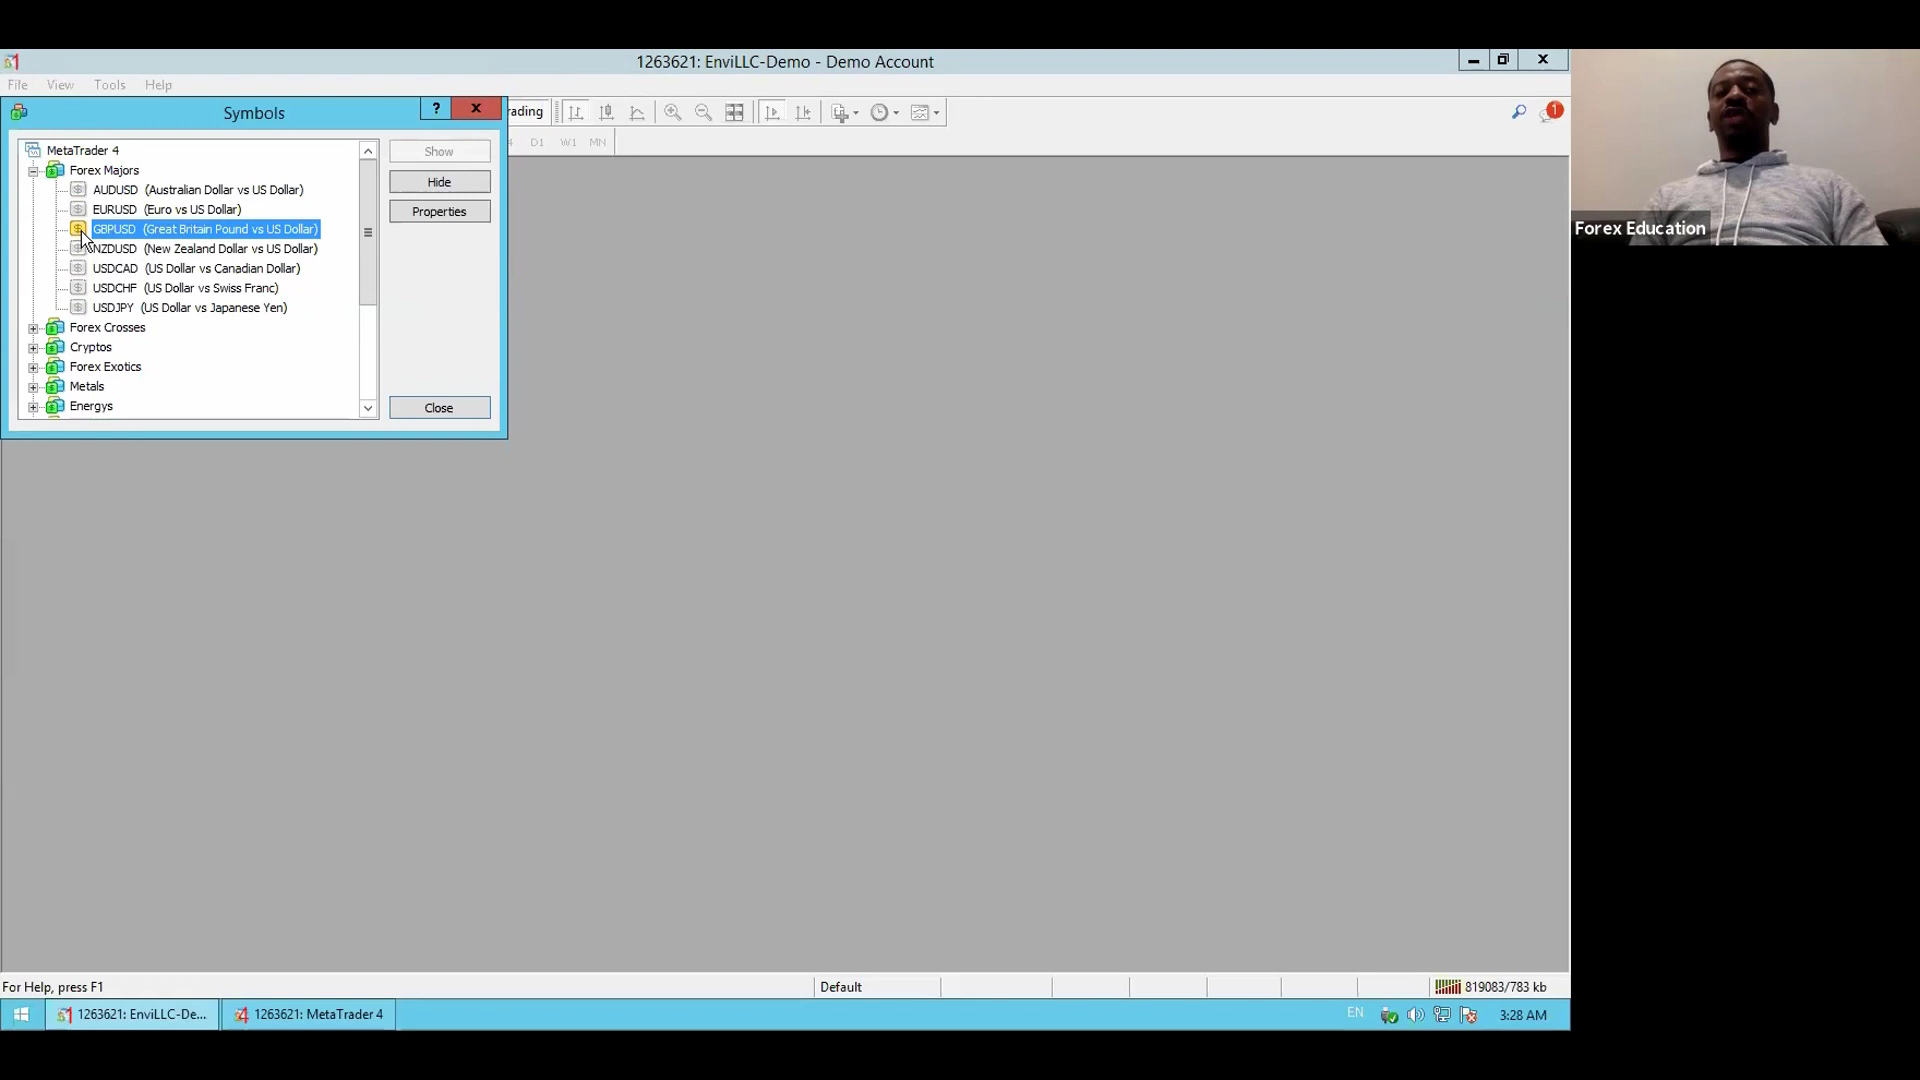 1263621: EnviLLC-Demo - Demo Account
File View Tools Help
Symbols
? X
rading
1
D1 W1 MN
MetaTrader 4
Forex Majors
AUDUSD (Australian Dollar vs US Dollar)
EURUSD (Euro vs US Dollar)
GBPUSD (Great Britain Pound vs US Dollar)
NZDUSD (New Zealand Dollar vs US Dollar)
USDCAD (US Dollar vs Canadian Dollar)
USDCHF (US Dollar vs Swiss Franc)
USDJPY (US Dollar vs Japanese Yen)
Forex Crosses
Cryptos
Forex Exotics
Metals
Energys
Show
Hide
Properties
Close
Forex Education
For Help, press F1
Default
819083/783 kb
1263621: EnviLLC-De...
1263621: MetaTrader 4
EN
3:28 AM